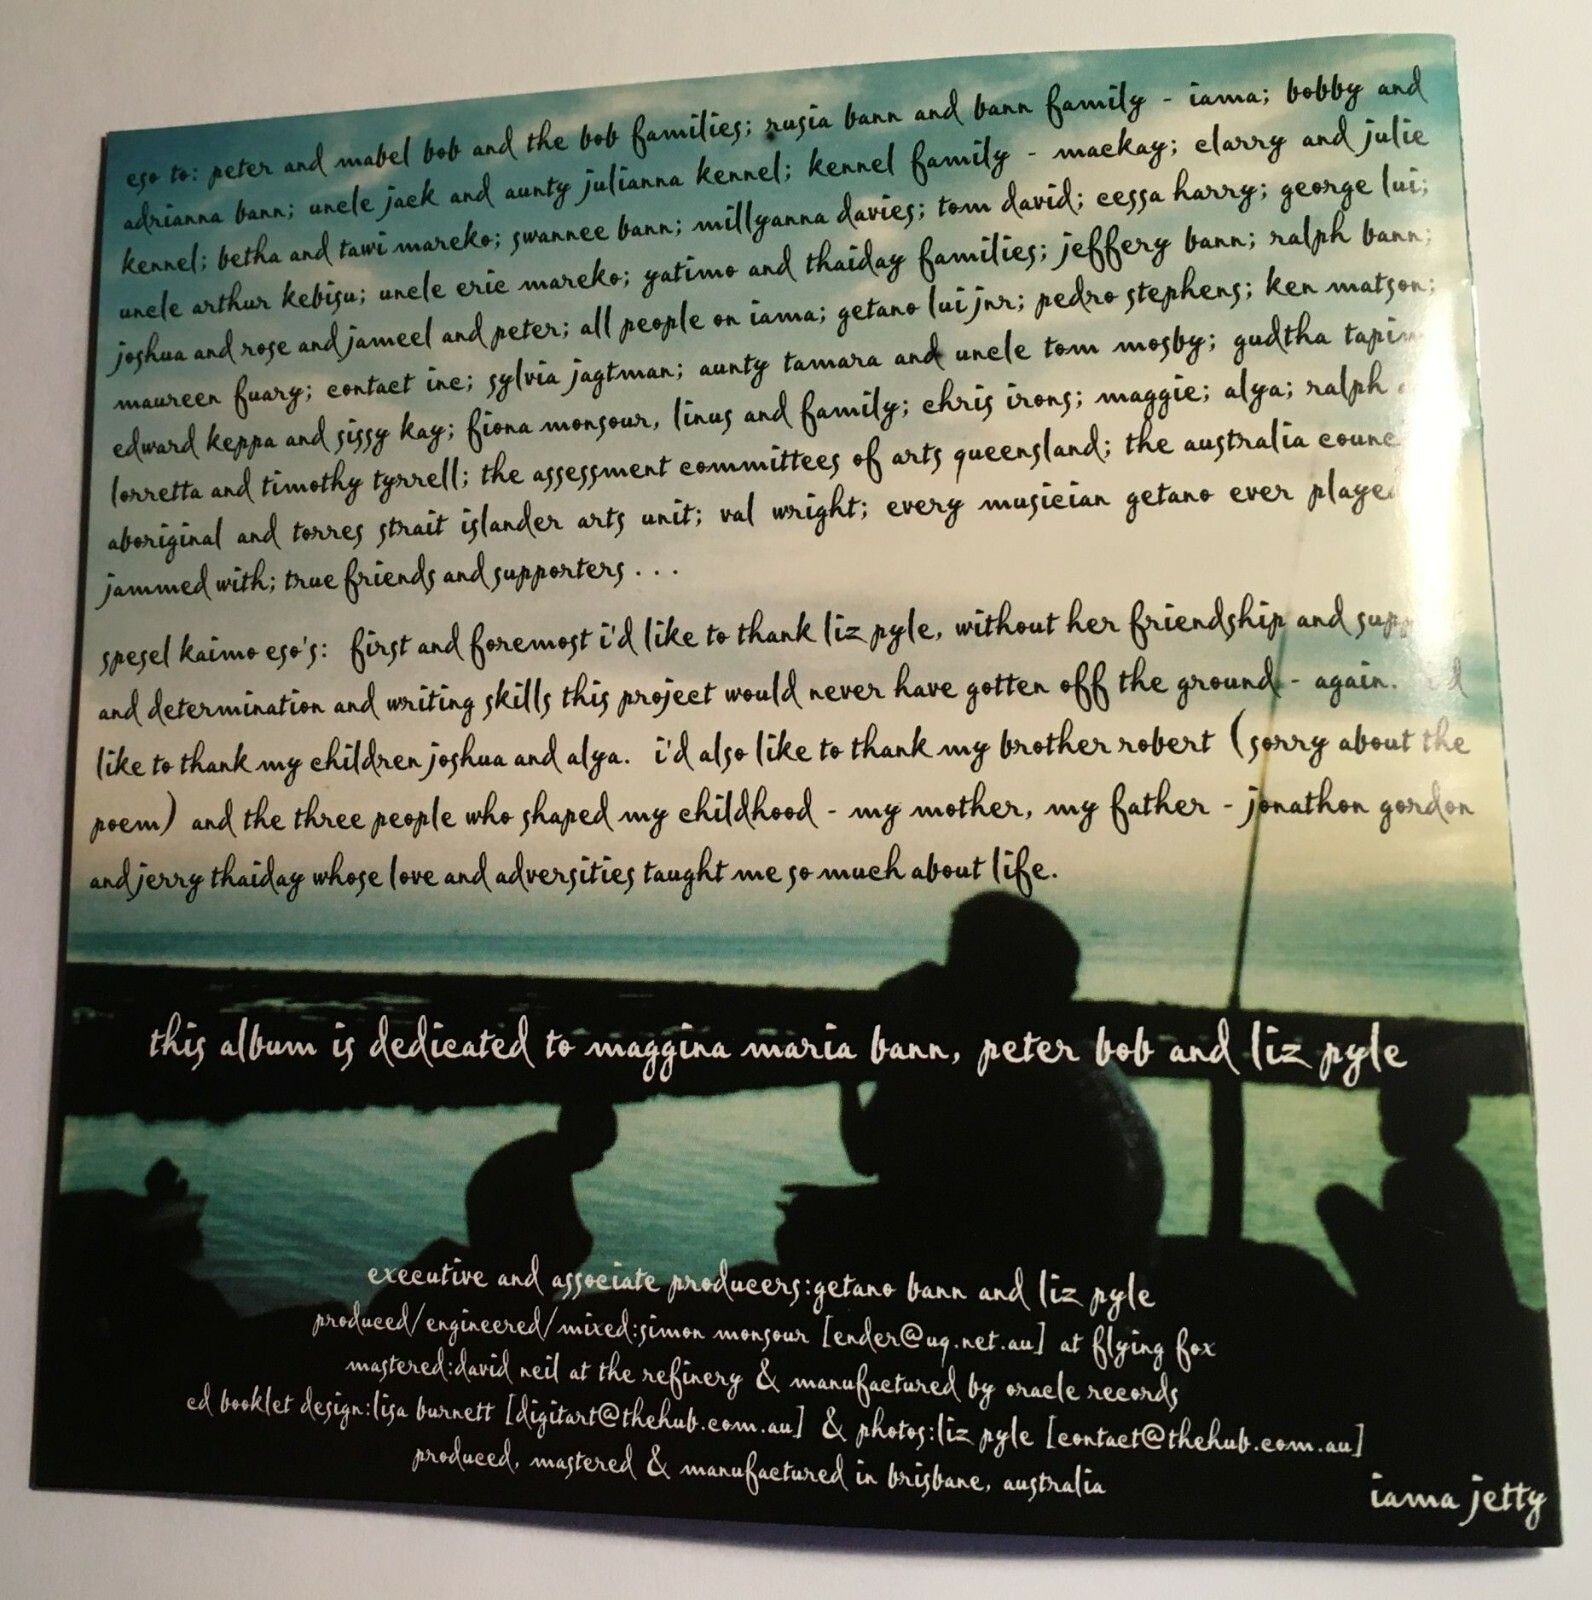 eso to: peter and mabel bob and the bob families; rusia bann and bann family - iama; bobby and
adrianna bann; uncle jack and aunty julianna kennel; kennel family - mackay; clarry and julie
kennel; betha and tawi mareko; swannee bann; millyanna davies; tom david; cessa harry; george lui;
uncle arthur kebisu; uncle eric mareko; yatimo and thaiday families; jeffery bann; ralph bann;
joshua and rose and jameel and peter; all people on iama; getano lui jnr; pedro stephens; ken matson;
maureen fuary; contact inc; sylvia jagtman; aunty tamara and uncle tom mosby; gudtha
edward keppa and sissy kay; fiona monsour, linus and family; chris irons; maggie; alya; ralph
lorretta and timothy tyrrell; the assessment committees of arts queensland; the australia
aboriginal and torres strait islander arts unit; val wright; every musician getano ever
jammed with; true friends and supporters . . .
spesel kaimo eso's: first and foremost i'd like to thank liz pyle, without her friendship and
and determination and writing skills this project would never have gotten off the ground - again.
like to thank my children joshua and alya. i'd also like to thank my brother robert (sorry about the
poem) and the three people who shaped my childhood - my mother, my father - jonathon gordon
and jerry thaiday whose love and adversities taught me so much about life.
this album is dedicated to maggina maria bann, peter bob and liz pyle
executive and associate producers:getano bann and liz pyle
produced/engineered/mixed:simon monsour [ender@uq.net.au] at flying fox
mastered:david neil at the refinery & manufactured by oracle records
cd booklet design:lisa burnett [digitart@thehub.com.au] & photos:liz pyle [contact@thehub.com.au]
produced, mastered & manufactured in brisbane, australia
iama jetty